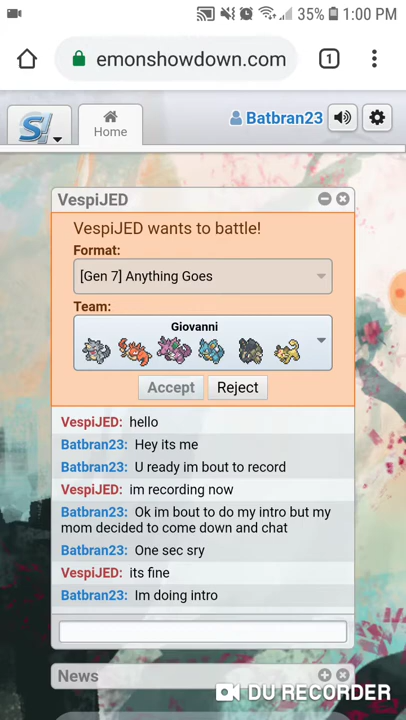 35% 1:00 PM
emonshowdown.com
1
S!
Home
Batbran23
VespiJED
VespiJED wants to battle!
Format:
[Gen 7] Anything Goes
Team:
Giovanni
Accept Reject
VespiJED: hello
Batbran23: Hey its me
Batbran23: U ready im bout to record
VespiJED: im recording now
Batbran23: Ok im bout to do my intro but my
mom decided to come down and chat
Batbran23: One sec sry
VespiJED: its fine
Batbran23: Im doing intro
News
DU RECORDER